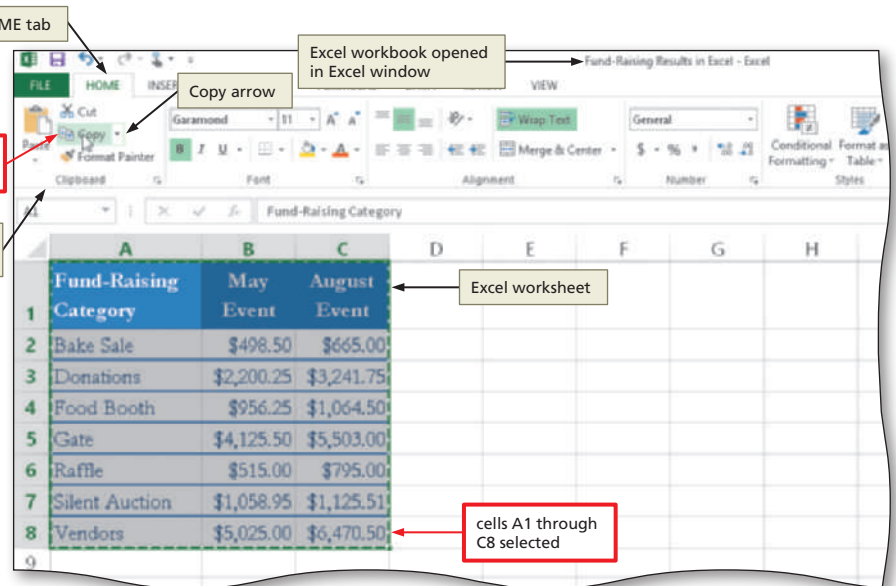 ME tab
Excel workbook opened
in Excel window
Fund-Raising Results in Excel - Excel
FILE HOME INSER VIEW
Copy arrow
Cut
Copy
Format Painter
Paste
Garamond 11 A A
B I U A
Wrap Text
Merge & Center
General
$ % ,
Conditional Formatting
Format as
Table
Clipboard Font Alignment Number Styles
A1 Fund-Raising Category
A B C D E F G H
Excel worksheet
1 Fund-Raising Category May Event August Event
2 Bake Sale $498.50 $665.00
3 Donations $2,200.25 $3,241.75
4 Food Booth $956.25 $1,064.50
5 Gate $4,125.50 $5,503.00
6 Raffle $515.00 $795.00
7 Silent Auction $1,058.95 $1,125.51
8 Vendors $5,025.00 $6,470.50
9
cells A1 through
C8 selected